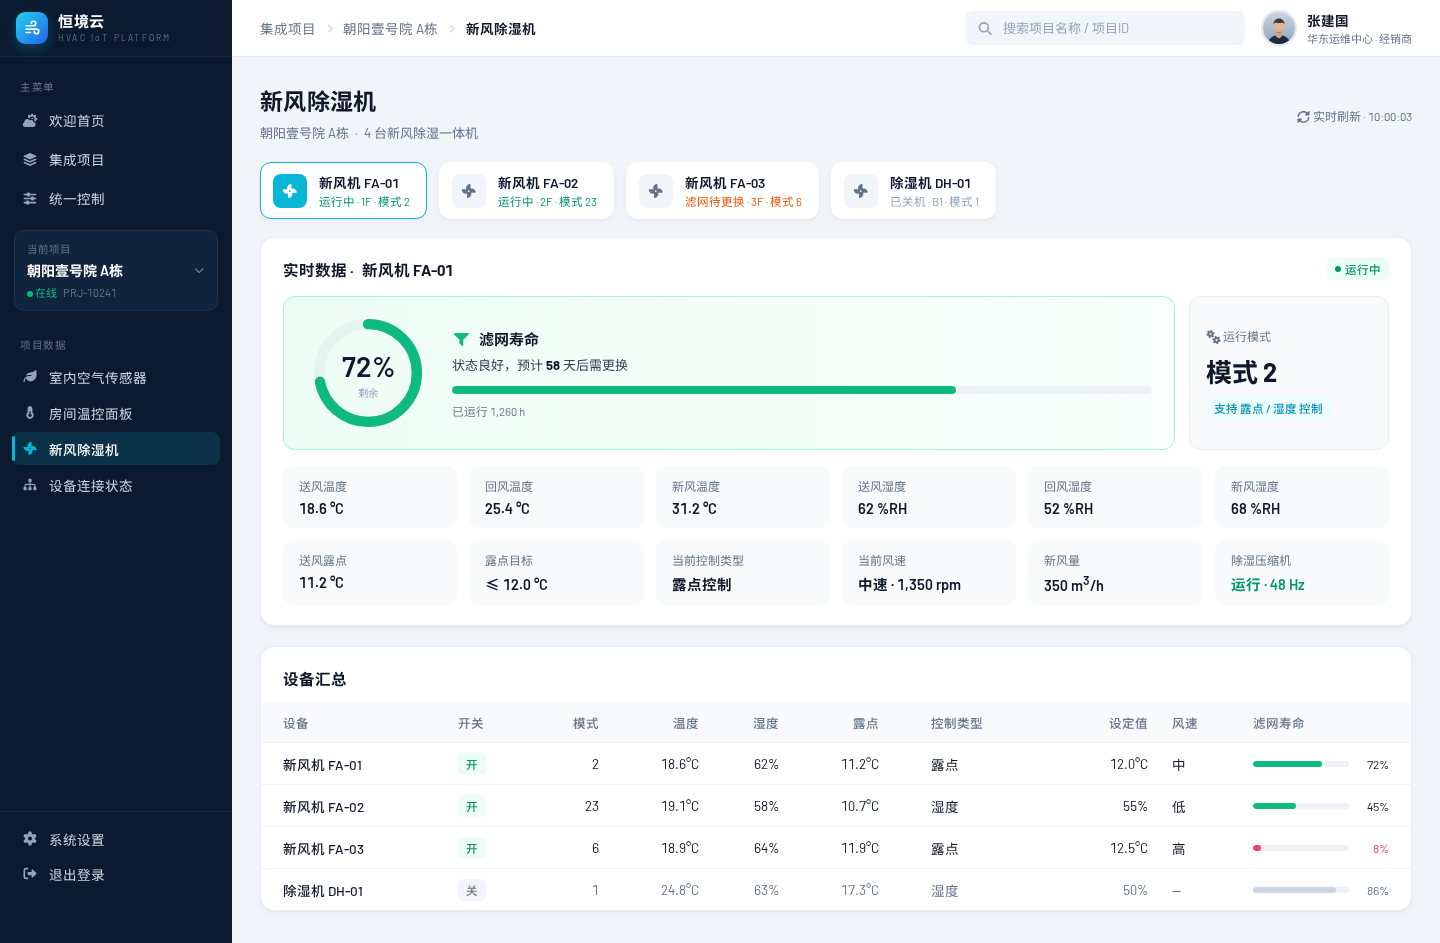 恒境云
HVAC IoT PLATFORM
集成项目 朝阳壹号院 A栋 新风除湿机
搜索项目名称 / 项目ID
张建国
华东运维中心 · 经销商
主菜单
欢迎首页
集成项目
统一控制
当前项目
朝阳壹号院 A栋
在线 PRJ-10241
项目数据
室内空气传感器
房间温控面板
新风除湿机
设备连接状态
系统设置
退出登录
新风除湿机
朝阳壹号院 A栋 · 4 台新风除湿一体机
实时刷新 · 10:00:03
新风机 FA-01
运行中 · 1F · 模式 2
新风机 FA-02
运行中 · 2F · 模式 23
新风机 FA-03
滤网待更换 · 3F · 模式 6
除湿机 DH-01
已关机 · B1 · 模式 1
实时数据 · 新风机 FA-01
运行中
72%
剩余
滤网寿命
状态良好，预计 58 天后需更换
已运行 1,260 h
运行模式
模式 2
支持 露点 / 湿度 控制
送风温度 回风温度 新风温度 送风湿度 回风湿度 新风湿度
18.6 °C 25.4 °C 31.2 °C 62 %RH 52 %RH 68 %RH
送风露点 露点目标 当前控制类型 当前风速 新风量 除湿压缩机
11.2 °C ≤ 12.0 °C 露点控制 中速 · 1,350 rpm 350 m³/h 运行 · 48 Hz
设备汇总
设备 开关 模式 温度 湿度 露点 控制类型 设定值 风速 滤网寿命
新风机 FA-01 开 2 18.6°C 62% 11.2°C 露点 12.0°C 中 72%
新风机 FA-02 开 23 19.1°C 58% 10.7°C 湿度 55% 低 45%
新风机 FA-03 开 6 18.9°C 64% 11.9°C 露点 12.5°C 高 8%
除湿机 DH-01 关 1 24.8°C 63% 17.3°C 湿度 50% — 86%